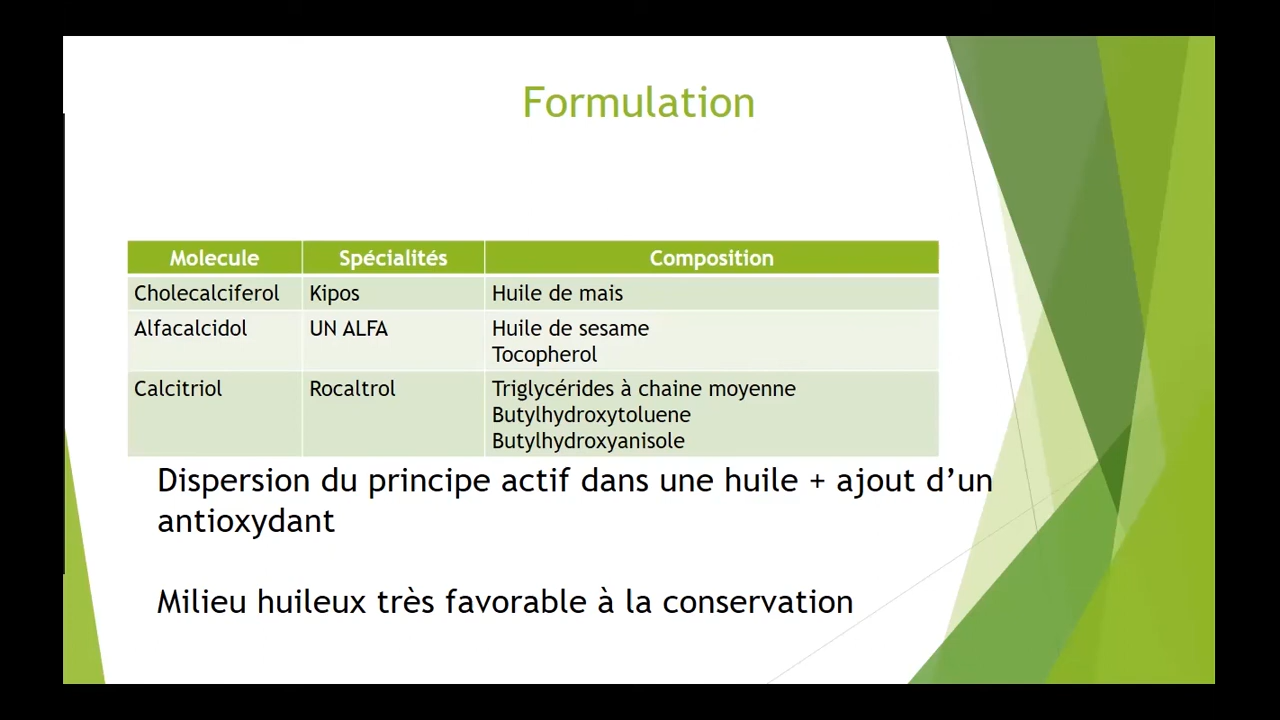 Formulation
Molecule Spécialités Composition
Cholecalciferol Kipos Huile de mais
Alfacalcidol UN ALFA Huile de sesame
Tocopherol
Calcitriol Rocaltrol Triglycérides à chaine moyenne
Butylhydroxytoluene
Butylhydroxyanisole
Dispersion du principe actif dans une huile + ajout d’un
antioxydant
Milieu huileux très favorable à la conservation